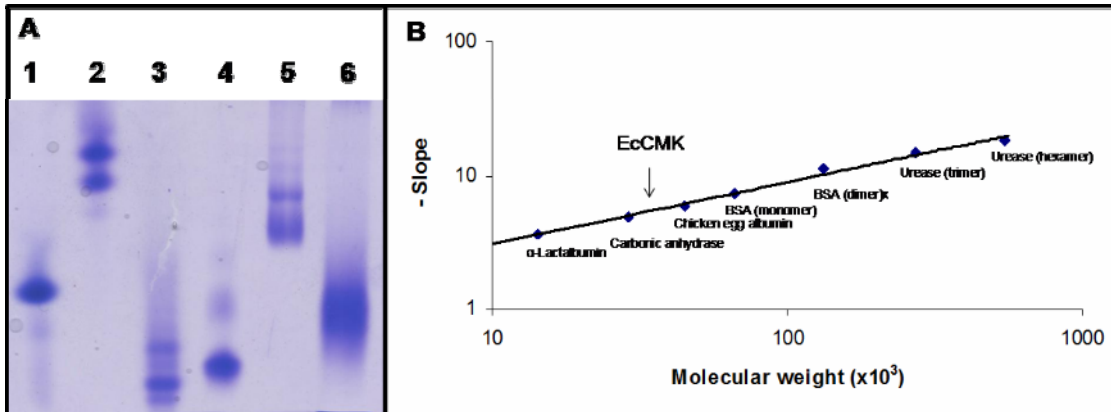 A
1 2 3 4 5 6
B
100
10
1
- Slope
EcCMK
α-Lactalbumin
Carbonic anhydrase
Chicken egg albumin
BSA (monomer)
BSA (dimer)x
Urease (trimer)
Urease (hexamer)
10 100 1000
Molecular weight (x10³)